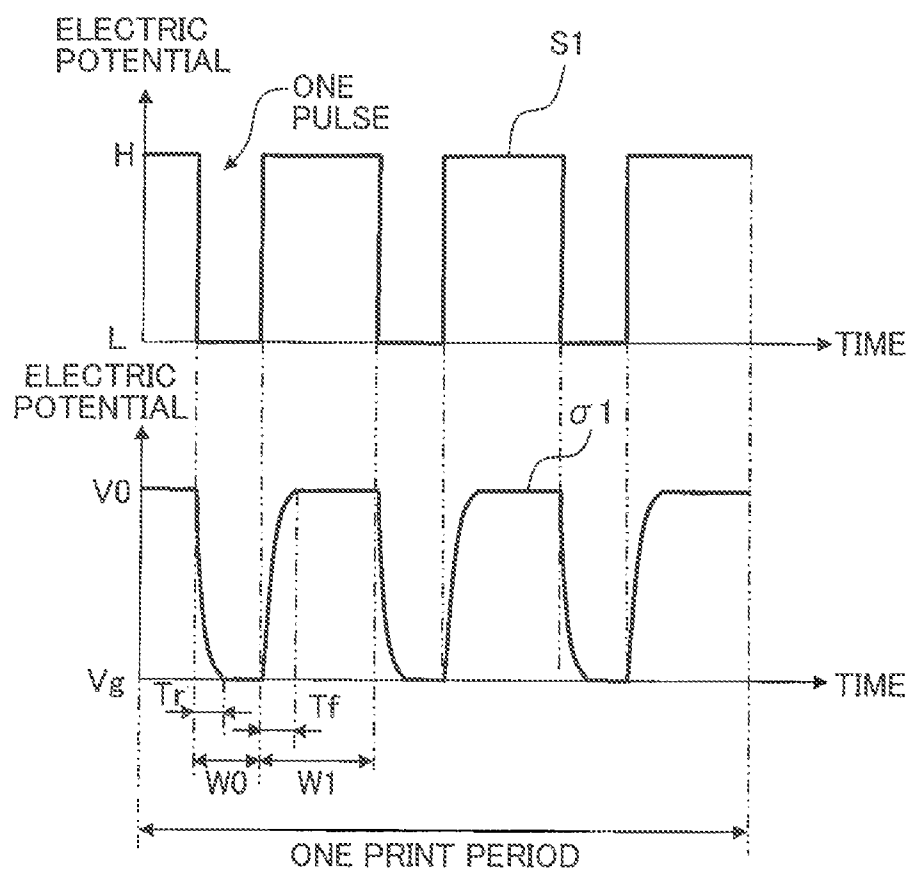 ELECTRIC
POTENTIAL
S1
ONE
PULSE
H
L
TIME
ELECTRIC
POTENTIAL
σ1
V0
Vg
TIME
Tr
Tf
W0
W1
ONE PRINT PERIOD